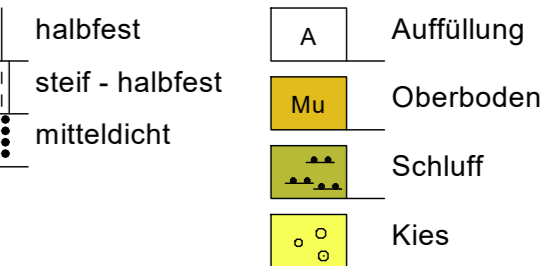 halbfest
steif - halbfest
mitteldicht
A Auffüllung
Mu Oberboden
Schluff
Kies